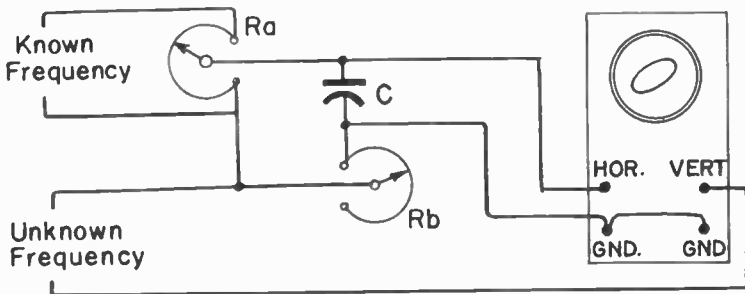 Known
Frequency
Ra
C
HOR. VERT
Rb
Unknown
Frequency
GND. GND